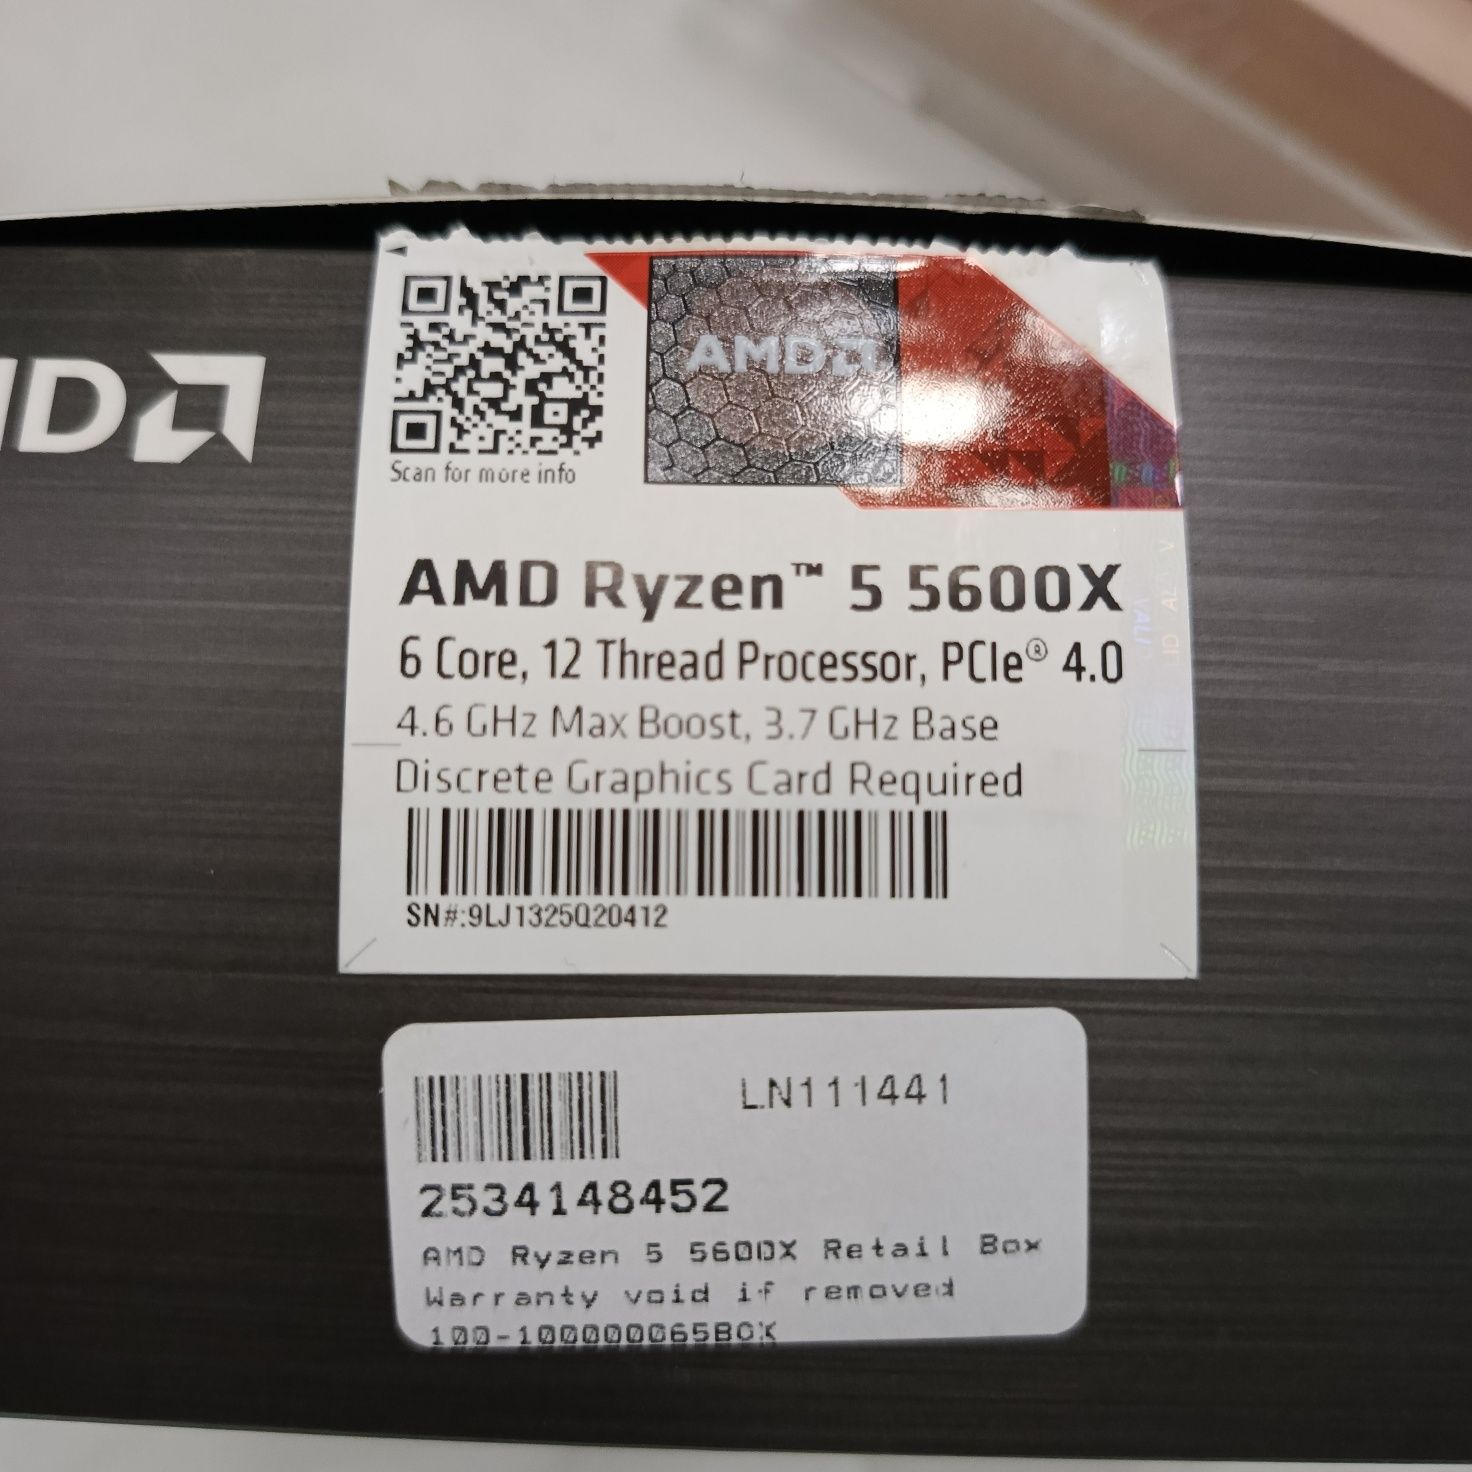 AMD
Scan for more info
AMD
AMD Ryzen™ 5 5600X
6 Core, 12 Thread Processor, PCIe® 4.0
4.6 GHz Max Boost, 3.7 GHz Base
Discrete Graphics Card Required
SN#:9LJ1325Q20412
LN111441
2534148452
AMD Ryzen 5 5600X Retail Box
Warranty void if removed
100-100000065BOX